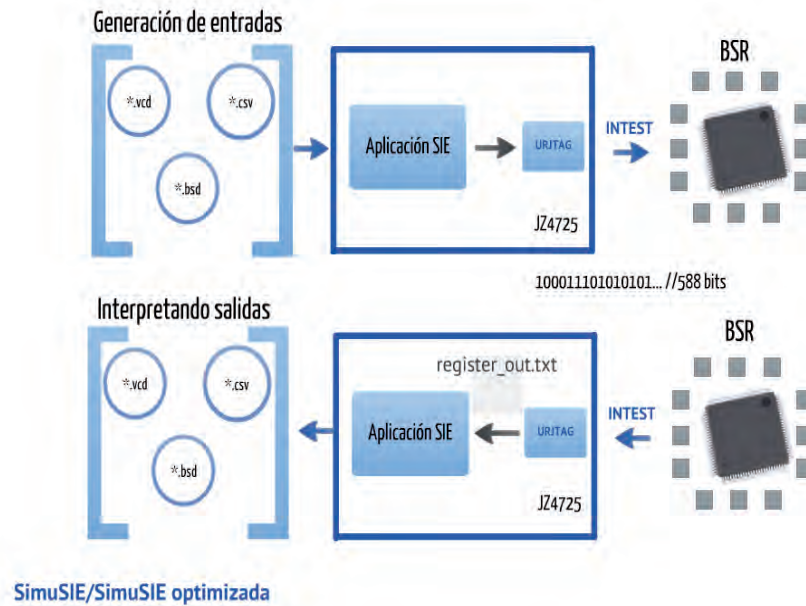 Generación de entradas
*.vcd
*.csv
*.bsd
Aplicación SIE
URJTAG
JZ4725
INTEST
BSR
100011101010101... //588 bits
Interpretando salidas
*.vcd
*.csv
*.bsd
register_out.txt
Aplicación SIE
URJTAG
JZ4725
INTEST
BSR
SimuSIE/SimuSIE optimizada